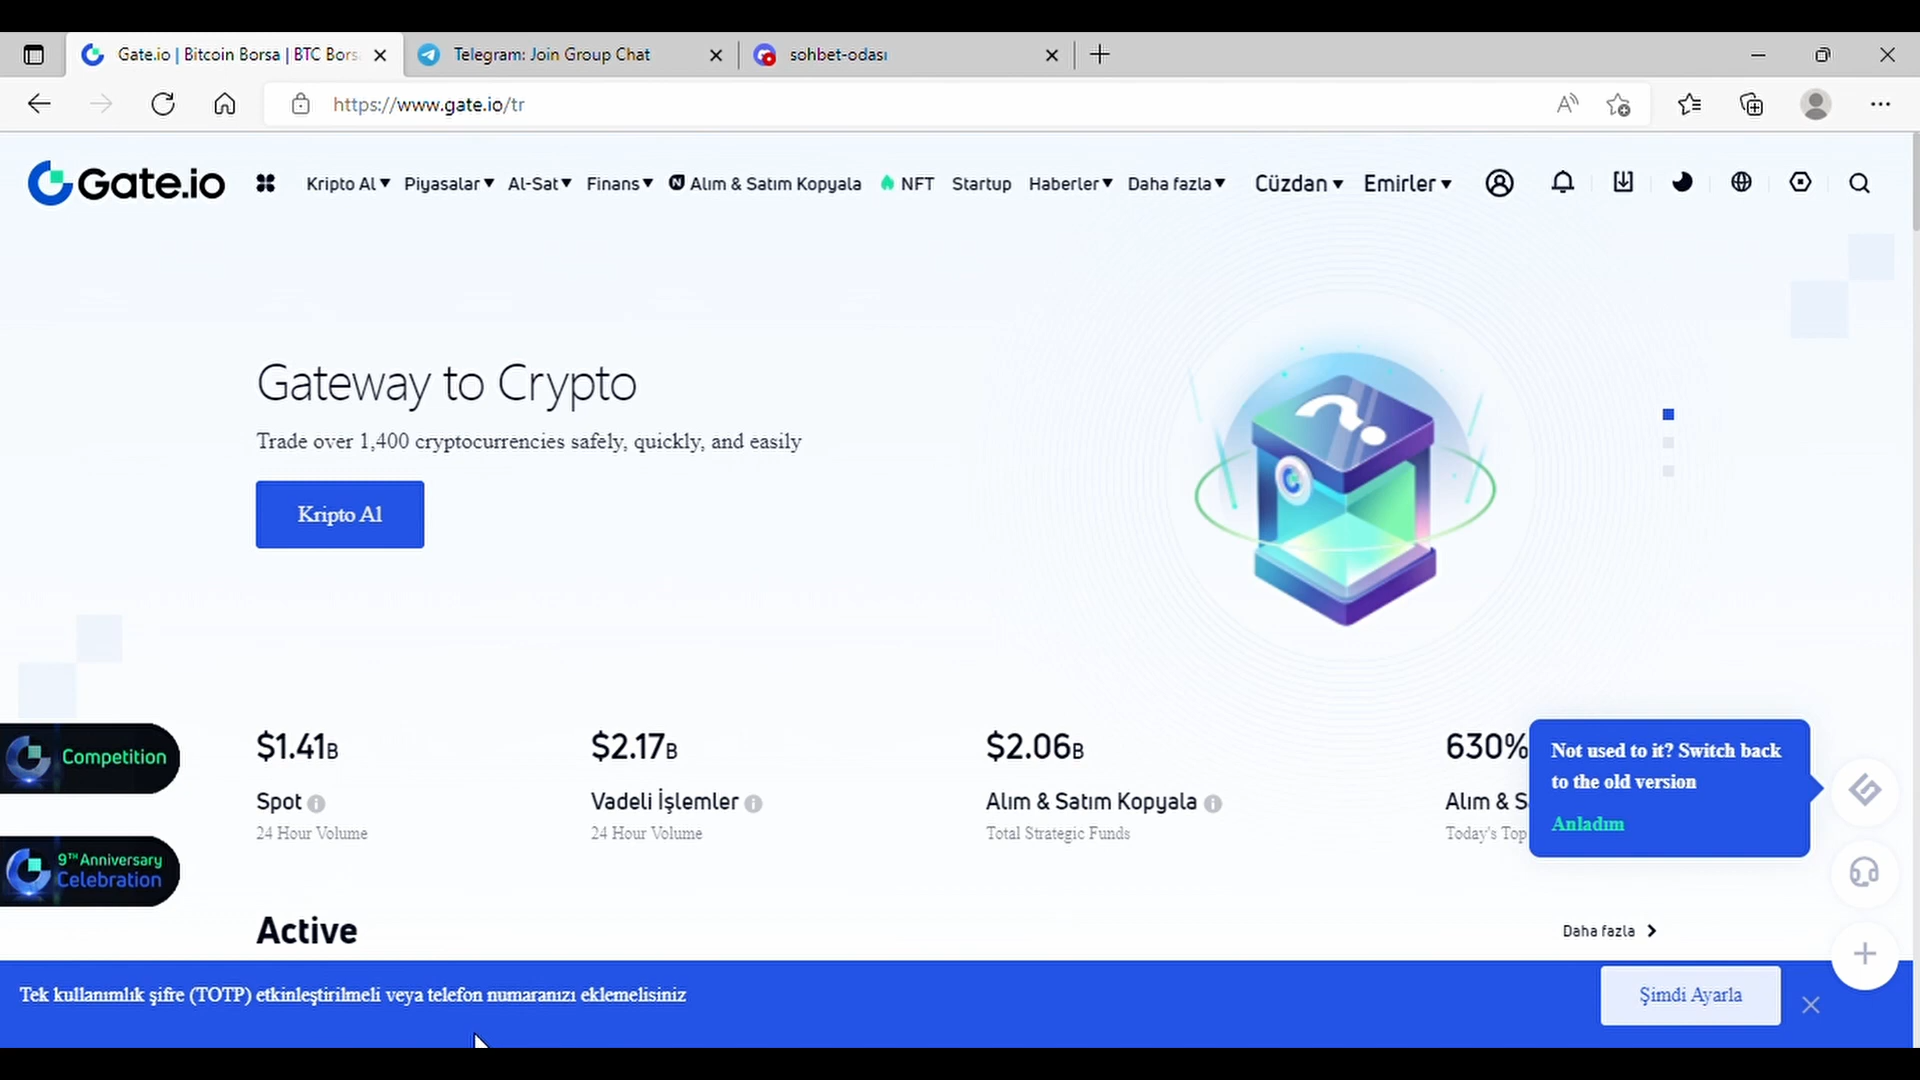 Gate.io | Bitcoin Borsa | BTC Bors
Telegram: Join Group Chat
sohbet-odası
https://www.gate.io/tr
Gate.io
Kripto Al
Piyasalar
Al-Sat
Finans
Alım & Satım Kopyala
NFT
Startup
Haberler
Daha fazla
Cüzdan
Emirler
Gateway to Crypto
Trade over 1,400 cryptocurrencies safely, quickly, and easily
Kripto Al
Competition
9TH Anniversary
Celebration
$1.41B
Spot
24 Hour Volume
$2.17B
Vadeli İşlemler
24 Hour Volume
$2.06B
Alım & Satım Kopyala
Total Strategic Funds
630%
Alım & S
Today's Top
Not used to it? Switch back
to the old version
Anladım
Active
Daha fazla
Tek kullanımlık şifre (TOTP) etkinleştirilmeli veya telefon numaranızı eklemelisiniz
Şimdi Ayarla